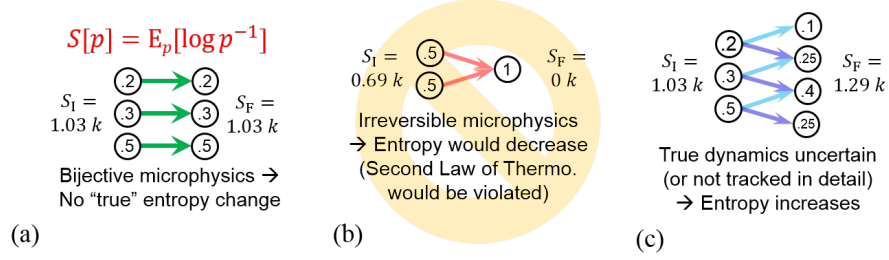 S[p] = E_p[log p⁻¹]
S_I =
1.03 k
.2
.2
.3
.3
.5
.5
S_F =
1.03 k
Bijective microphysics →
No “true” entropy change
(a)
S_I =
0.69 k
.5
.5
1
S_F =
0 k
Irreversible microphysics
→ Entropy would decrease
(Second Law of Thermo.
would be violated)
(b)
S_I =
1.03 k
.2
.3
.5
.1
.25
.4
.25
S_F =
1.29 k
True dynamics uncertain
(or not tracked in detail)
→ Entropy increases
(c)